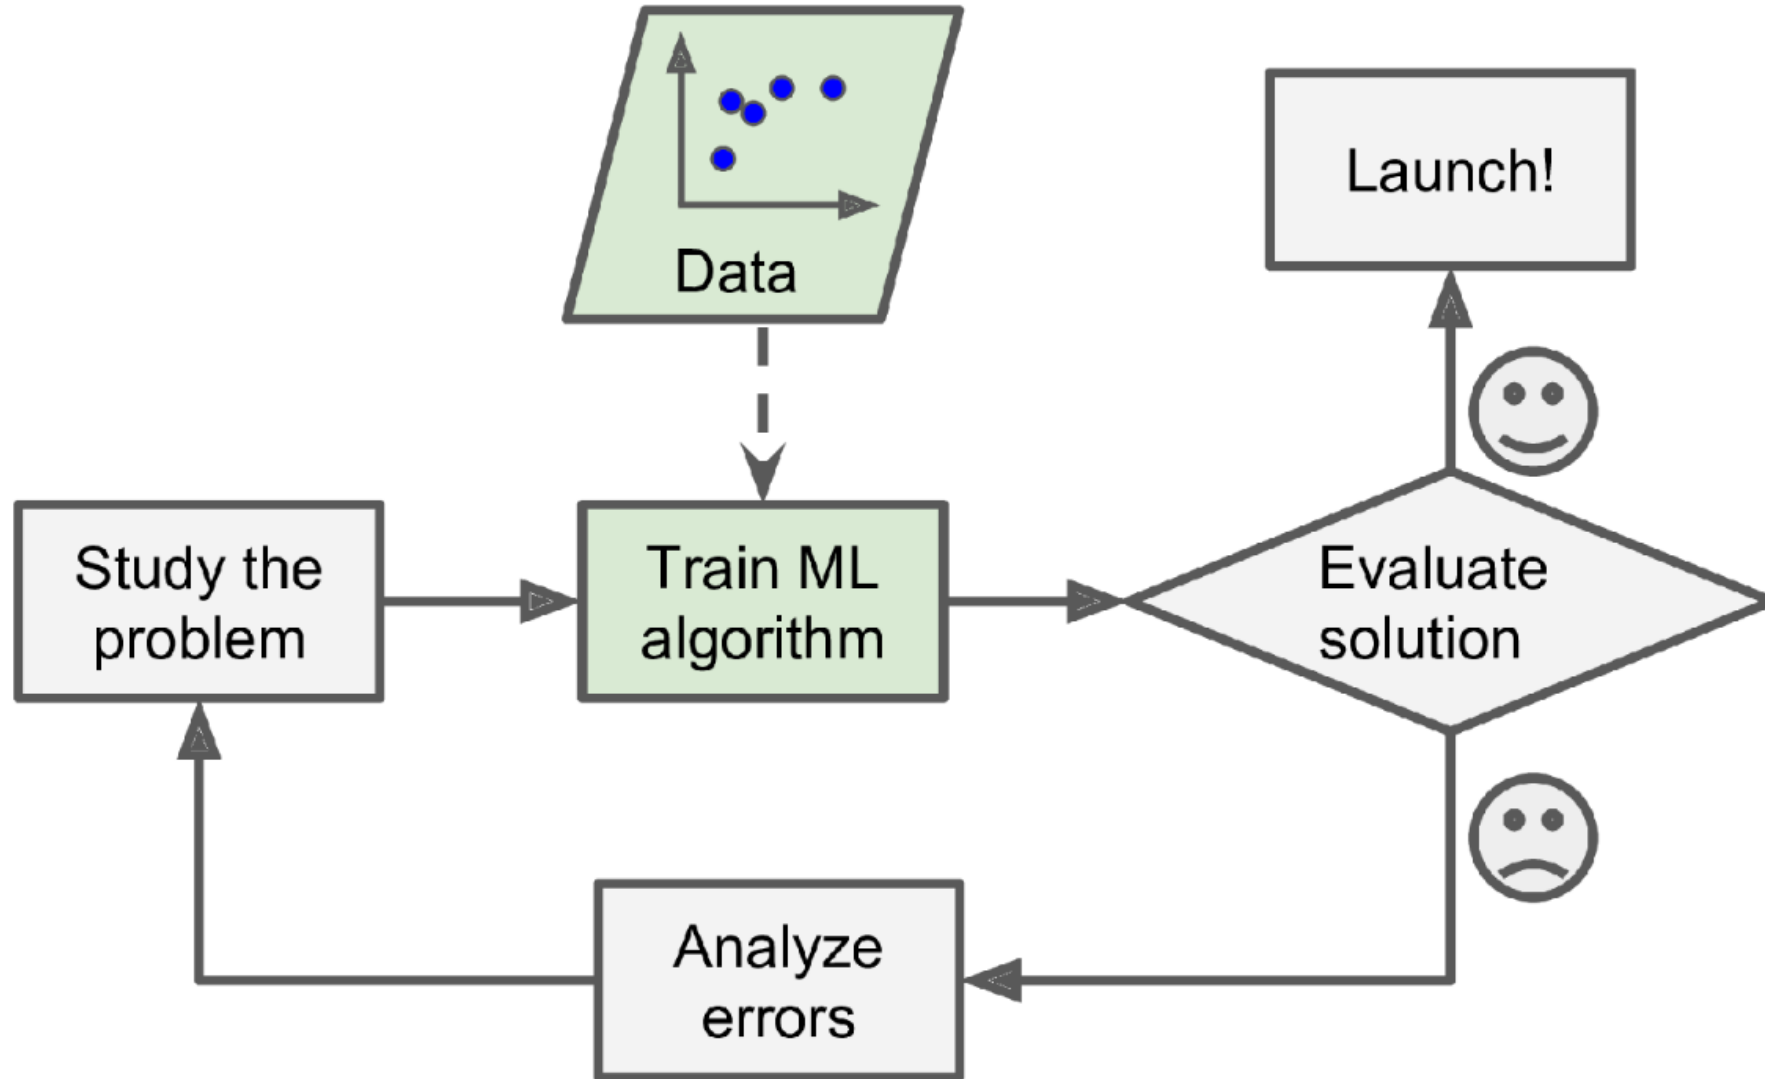 Data
Launch!
Study the
problem
Train ML
algorithm
Evaluate
solution
Analyze
errors